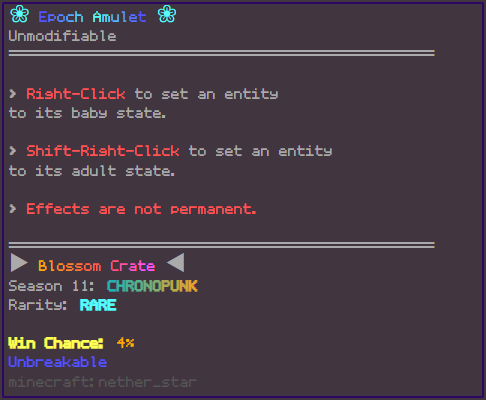 ❀ Epoch Amulet ❀
Unmodifiable
> Right-Click to set an entity
to its baby state.
> Shift-Right-Click to set an entity
to its adult state.
> Effects are not permanent.
▶ Blossom Crate ◀
Season 11: CHRONOPUNK
Rarity: RARE
Win Chance: 4%
Unbreakable
minecraft:nether_star